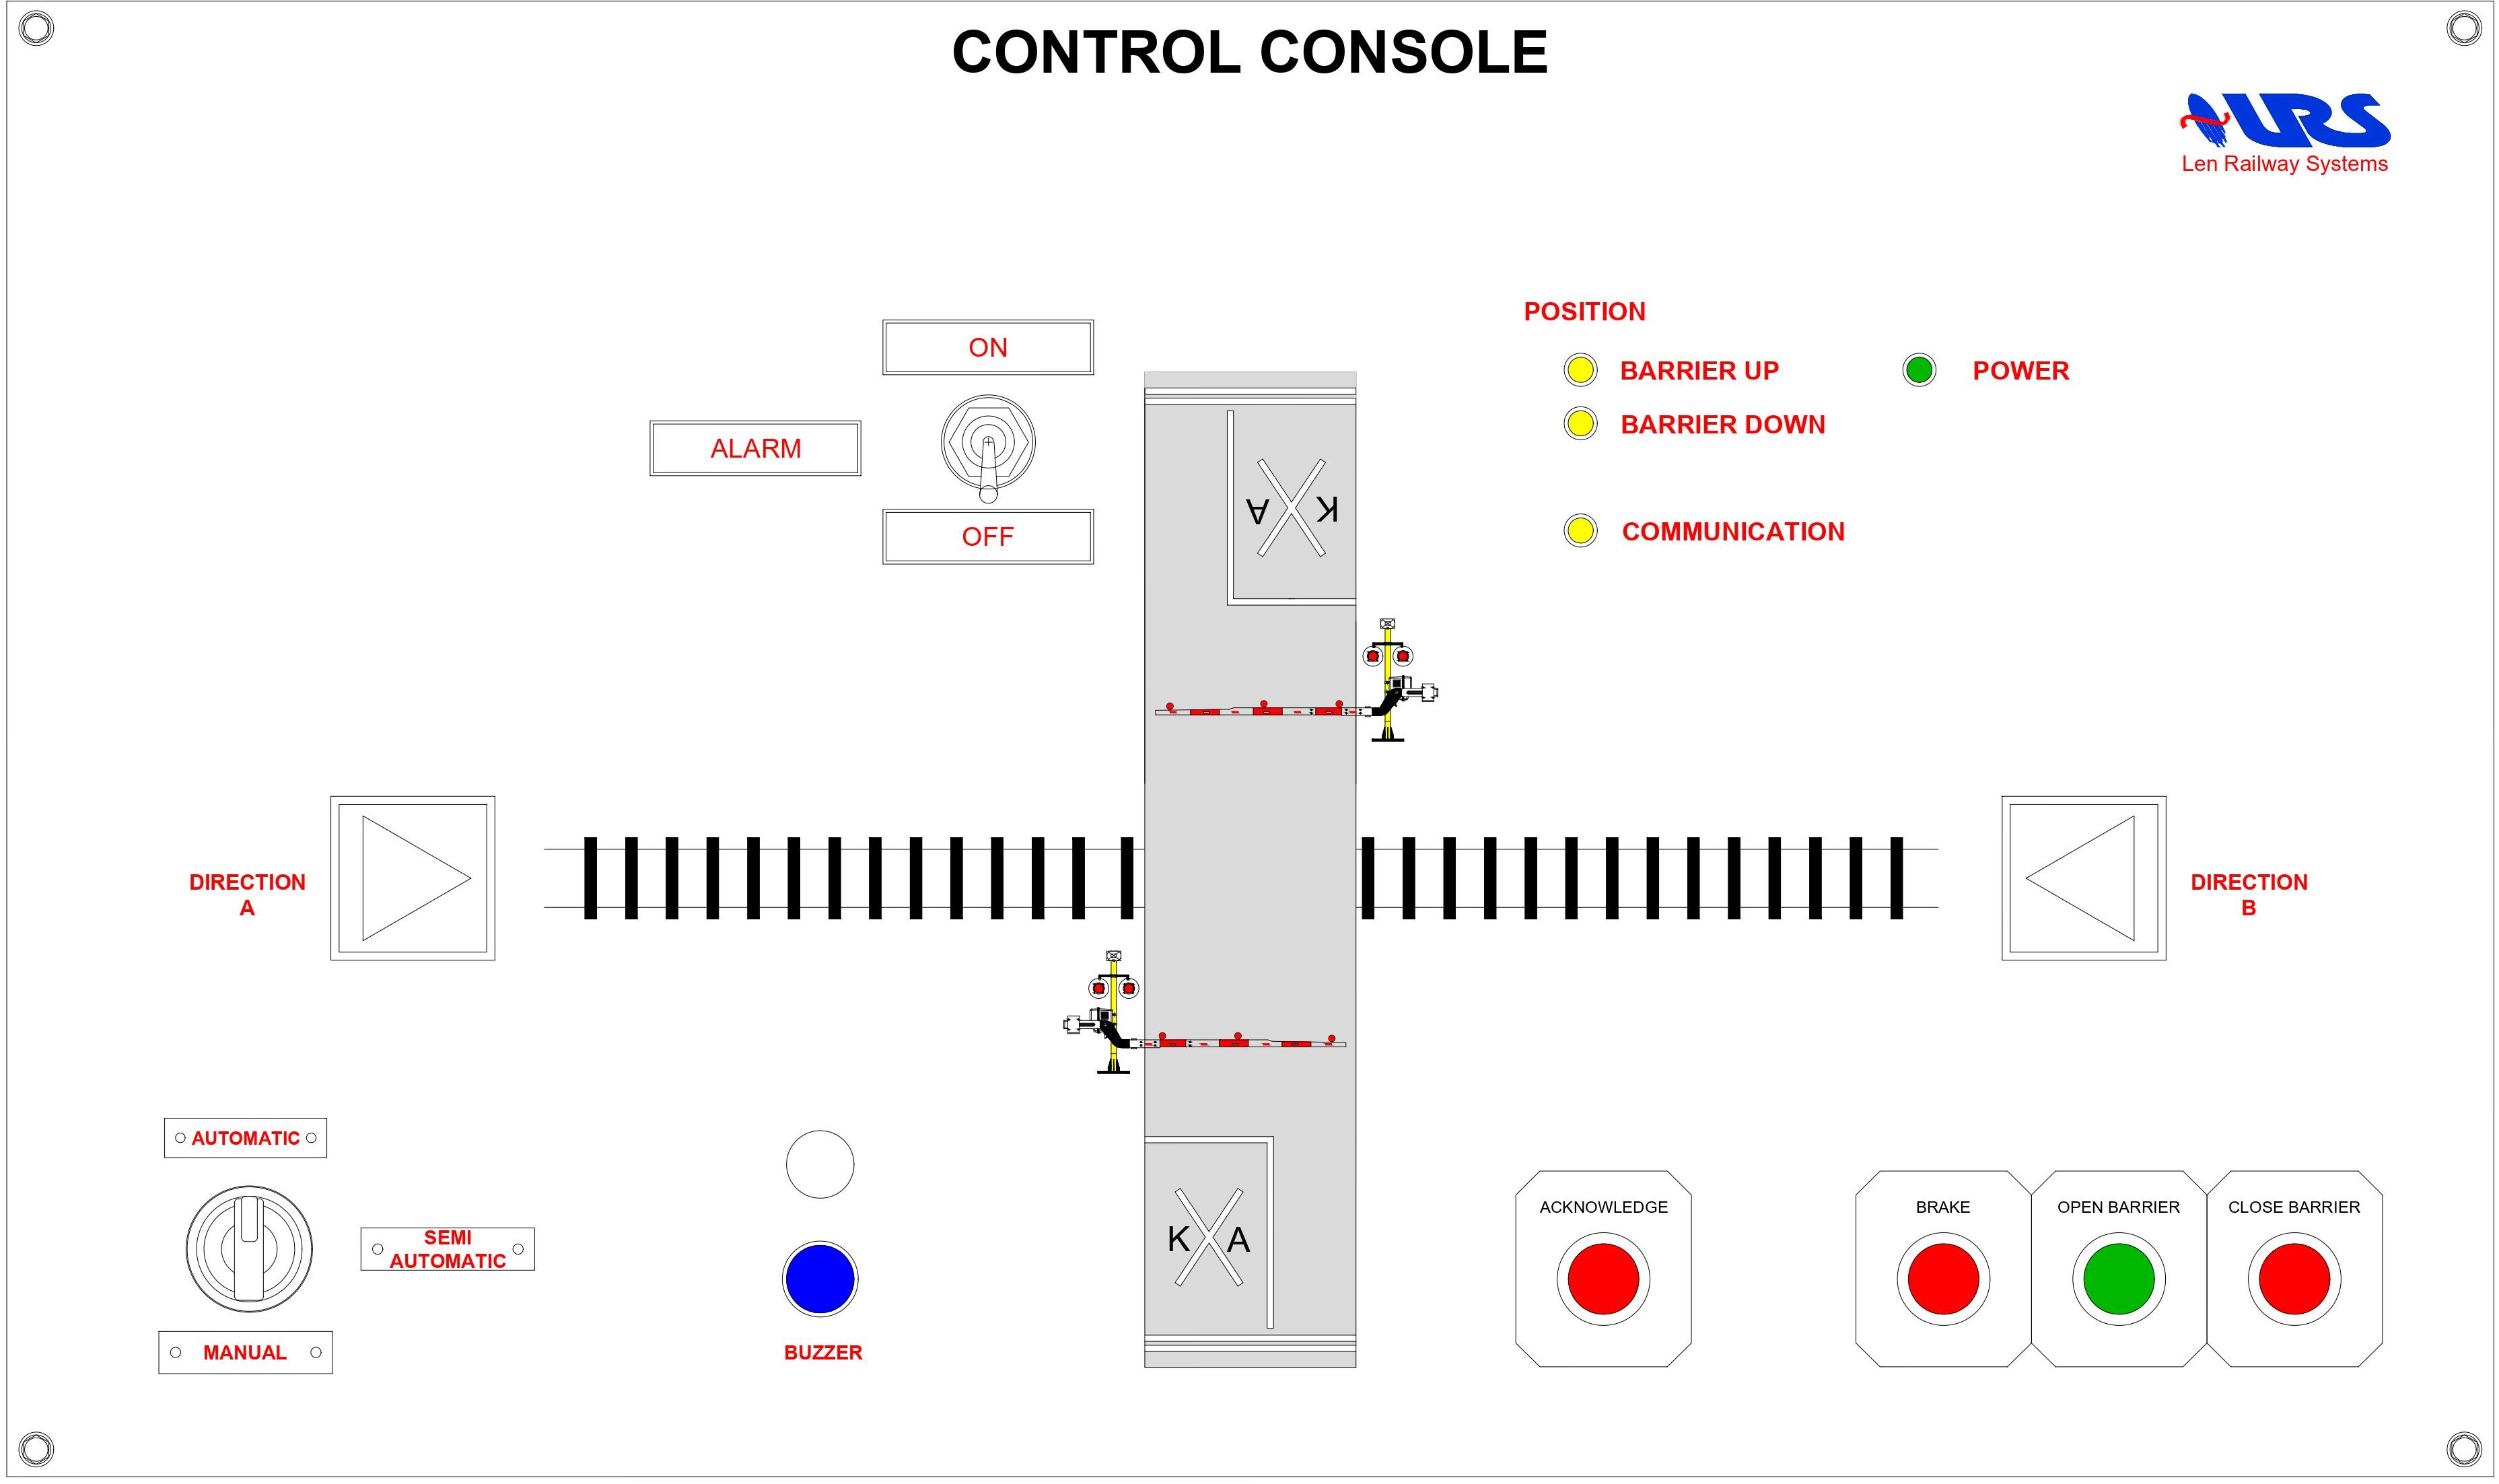 CONTROL CONSOLE
LRS
Len Railway Systems
POSITION
ON
BARRIER UP
POWER
BARRIER DOWN
ALARM
A K
OFF
COMMUNICATION
DIRECTION
A
DIRECTION
B
AUTOMATIC
SEMI
AUTOMATIC
MANUAL
BUZZER
K A
ACKNOWLEDGE
BRAKE
OPEN BARRIER
CLOSE BARRIER